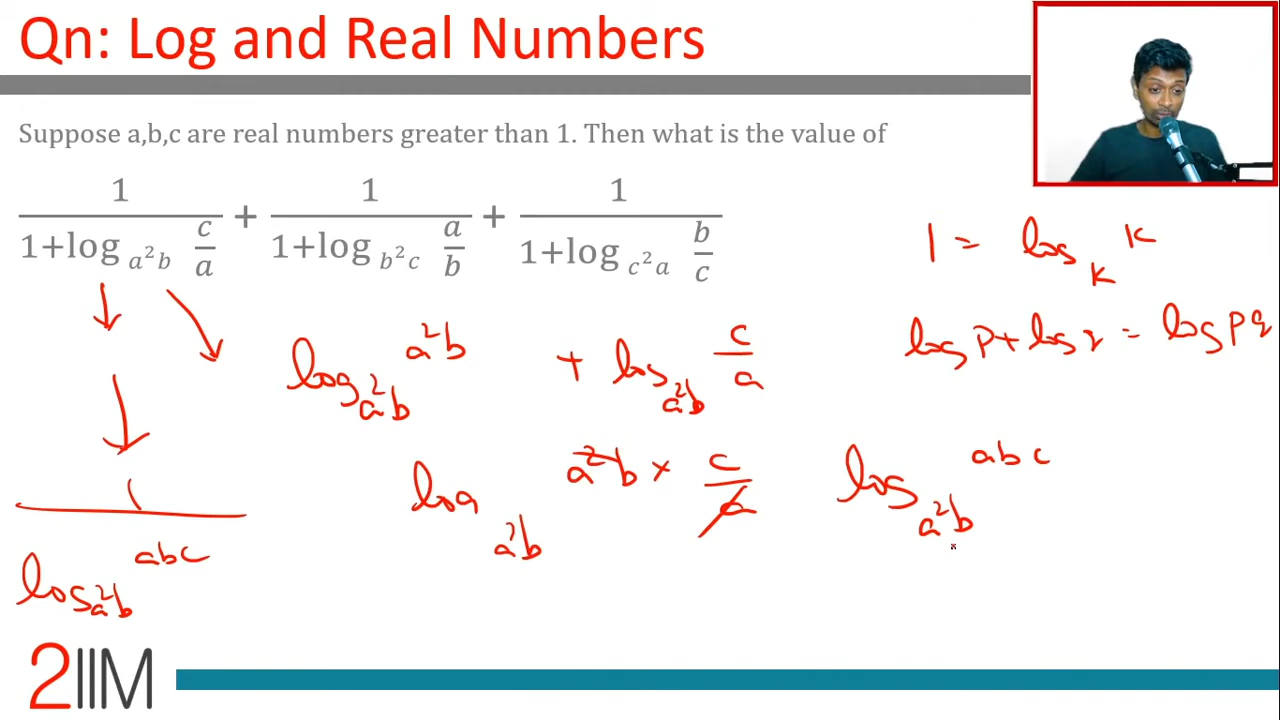 Qn: Log and Real Numbers
Suppose a,b,c are real numbers greater than 1. Then what is the value of
1/(1+log_{a²b} c/a) + 1/(1+log_{b²c} a/b) + 1/(1+log_{c²a} b/c)
1 = log_k k
log p + log q = log pq
log_{a²b} a²b + log_{a²b} c/a
log_{a²b} a²b × c/a
log_{a²b} abc
1/log_{a²b} abc
2IIM